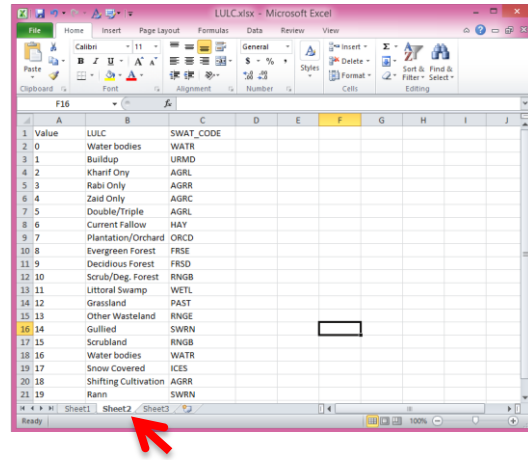 LULC.xlsx - Microsoft Excel
File Home Insert Page Layout Formulas Data Review View
Paste Calibri 11 General Styles Insert Delete Format Sort & Filter Find & Select
Clipboard Font Alignment Number Cells Editing
F16 fx
A B C D E F G H I J
1 Value LULC SWAT_CODE
2 0 Water bodies WATR
3 1 Buildup URMD
4 2 Kharif Ony AGRL
5 3 Rabi Only AGRR
6 4 Zaid Only AGRC
7 5 Double/Triple AGRL
8 6 Current Fallow HAY
9 7 Plantation/Orchard ORCD
10 8 Evergreen Forest FRSE
11 9 Decidious Forest FRSD
12 10 Scrub/Deg. Forest RNGB
13 11 Littoral Swamp WETL
14 12 Grassland PAST
15 13 Other Wasteland RNGE
16 14 Gullied SWRN
17 15 Scrubland RNGB
18 16 Water bodies WATR
19 17 Snow Covered ICES
20 18 Shifting Cultivation AGRR
21 19 Rann SWRN
Sheet1 Sheet2 Sheet3
Ready 100%